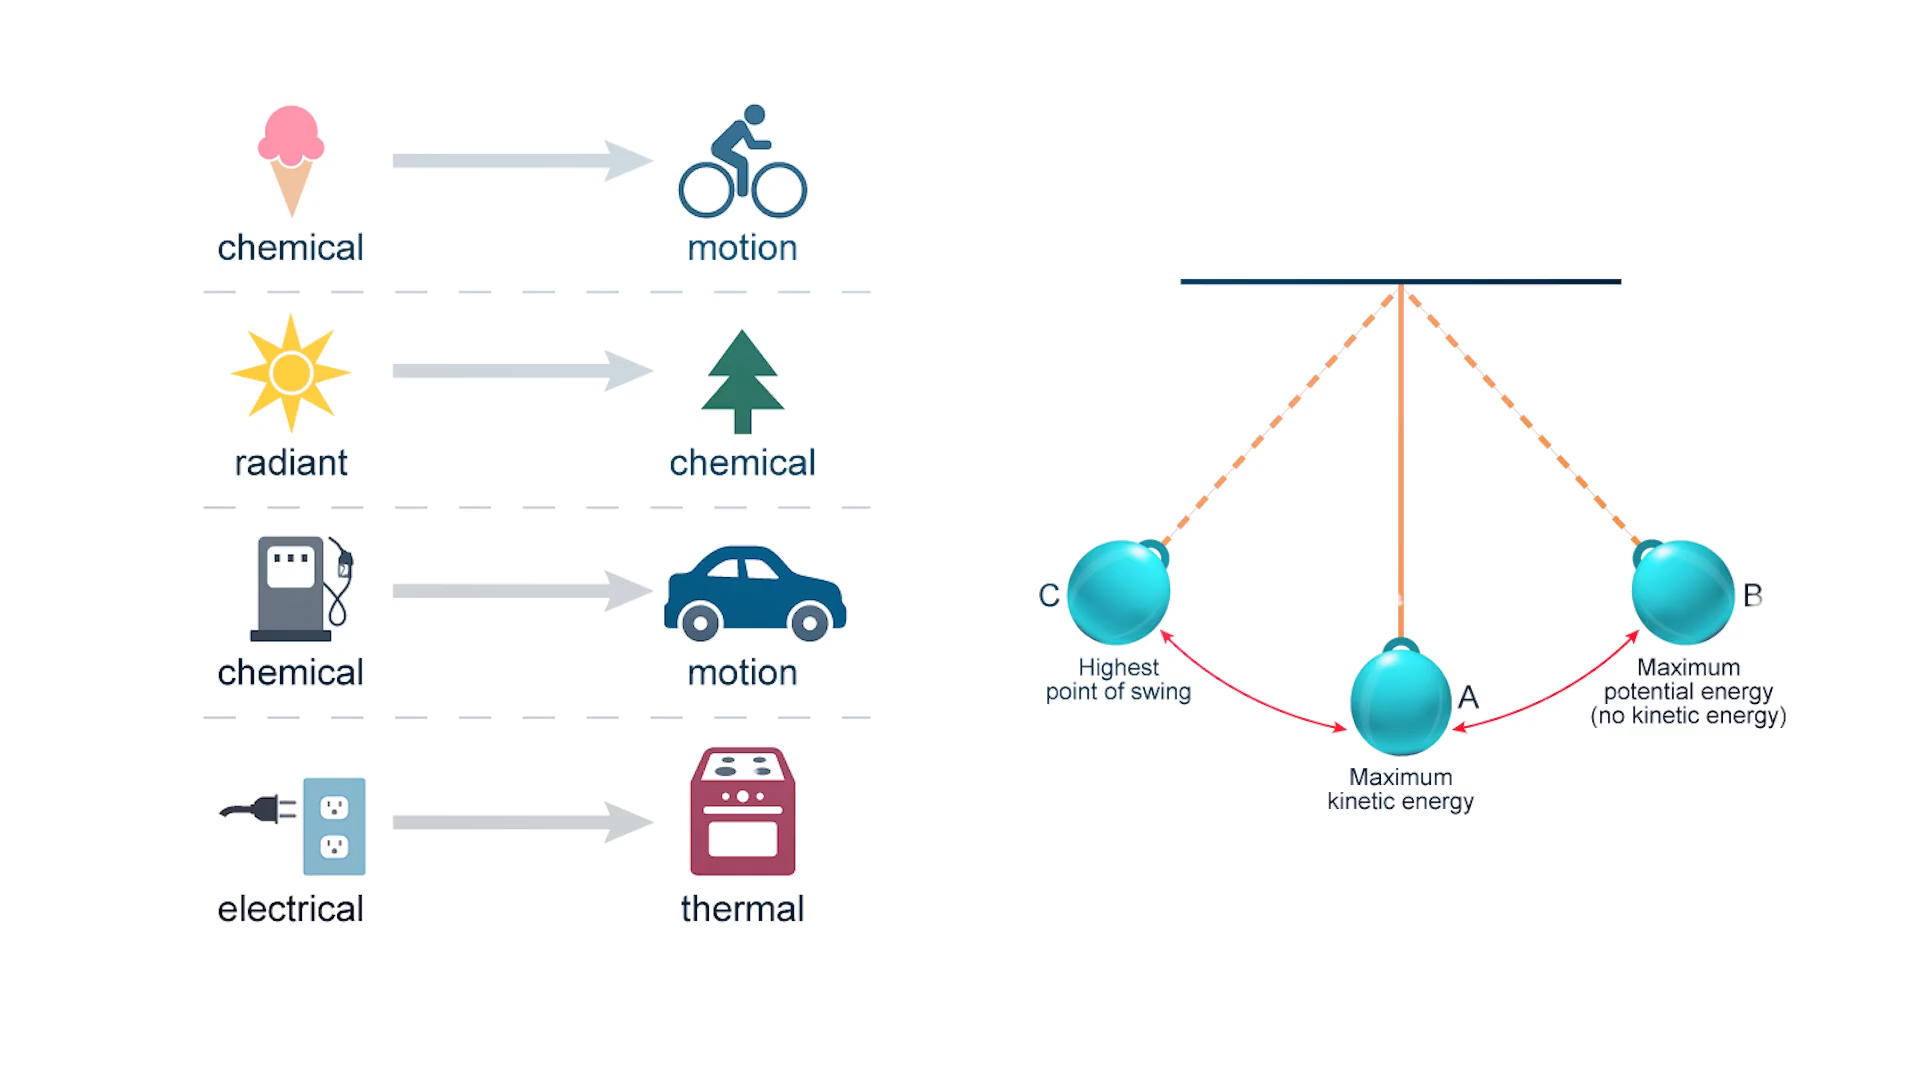 chemical
motion
radiant
chemical
chemical
motion
electrical
thermal
C
Highest
point of swing
A
Maximum
kinetic energy
B
Maximum
potential energy
(no kinetic energy)